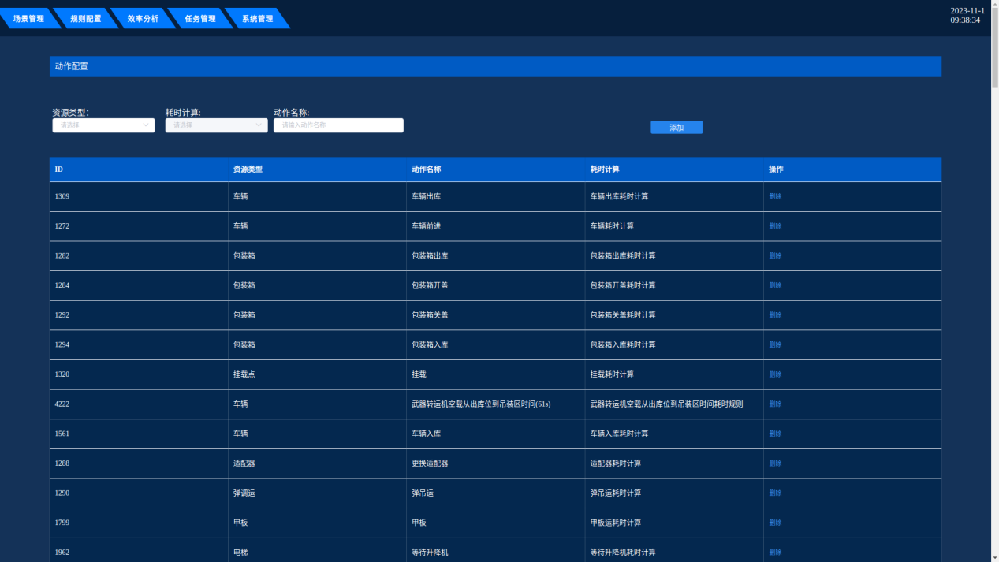 场景管理 规则配置 效率分析 任务管理 系统管理
2023-11-1
09:38:34
动作配置
资源类型: 耗时计算: 动作名称:
请选择 请选择 请输入动作名称 添加
ID 资源类型 动作名称 耗时计算 操作
1309 车辆 车辆出库 车辆出库耗时计算 删除
1272 车辆 车辆前进 车辆耗时计算 删除
1282 包装箱 包装箱出库 包装箱出库耗时计算 删除
1284 包装箱 包装箱开盖 包装箱开盖耗时计算 删除
1292 包装箱 包装箱关盖 包装箱关盖耗时计算 删除
1294 包装箱 包装箱入库 包装箱入库耗时计算 删除
1320 挂载点 挂载 挂载耗时计算 删除
4222 车辆 武器转运机空载从出库位到吊装区时间(61s) 武器转运机空载从出库位到吊装区时间耗时规则 删除
1561 车辆 车辆入库 车辆入库耗时计算 删除
1288 适配器 更换适配器 适配器耗时计算 删除
1290 弹调运 弹吊运 弹吊运耗时计算 删除
1799 甲板 甲板 甲板运耗时计算 删除
1962 电梯 等待升降机 等待升降机耗时计算 删除